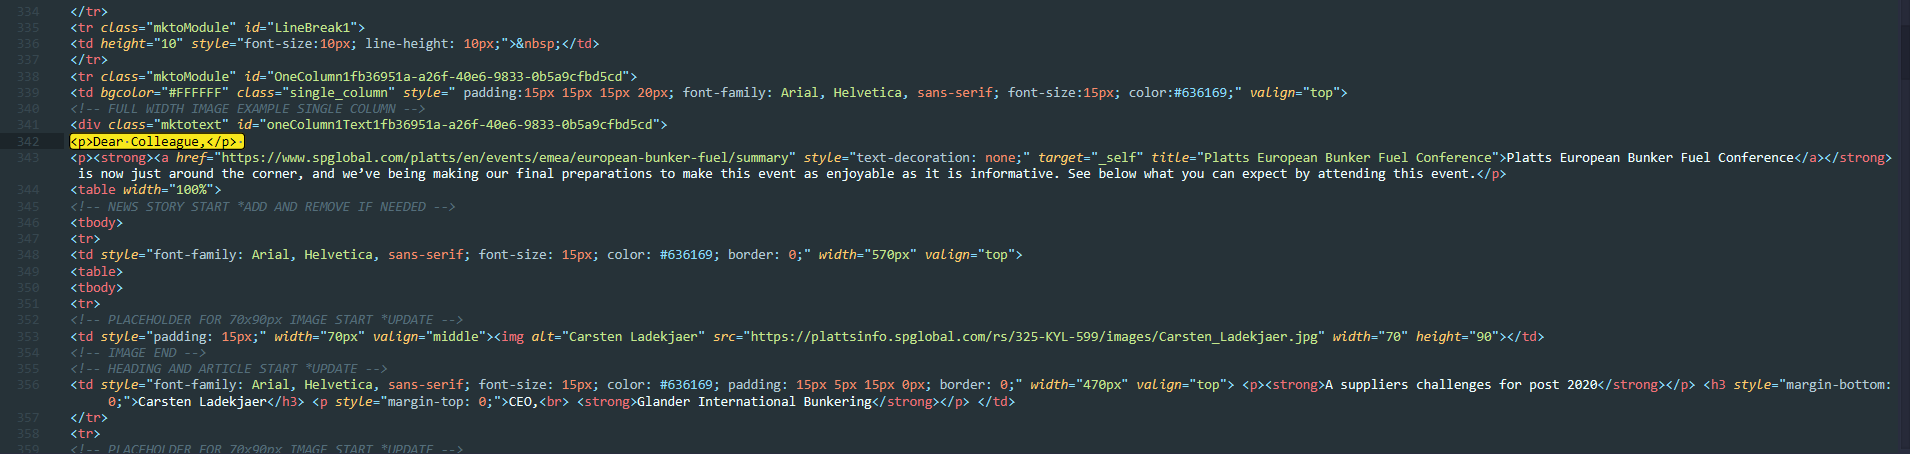 334 </tr>
335 <tr class="mktoModule" id="LineBreak1">
336 <td height="10" style="font-size:10px; line-height: 10px;">&nbsp;</td>
337 </tr>
338 <tr class="mktoModule" id="OneColumn1fb36951a-a26f-40e6-9833-0b5a9cfbd5cd">
339 <td bgcolor="#FFFFFF" class="single_column" style=" padding:15px 15px 15px 20px; font-family: Arial, Helvetica, sans-serif; font-size:15px; color:#636169;" valign="top">
340 <!-- FULL WIDTH IMAGE EXAMPLE SINGLE COLUMN -->
341 <div class="mktotext" id="oneColumn1Text1fb36951a-a26f-40e6-9833-0b5a9cfbd5cd">
342 <p>Dear·Colleague,</p>·
343 <p><strong><a href="https://www.spglobal.com/platts/en/events/emea/european-bunker-fuel/summary" style="text-decoration: none;" target="_self" title="Platts European Bunker Fuel Conference">Platts European Bunker Fuel Conference</a></strong>
is now just around the corner, and we’ve being making our final preparations to make this event as enjoyable as it is informative. See below what you can expect by attending this event.</p>
344 <table width="100%">
345 <!-- NEWS STORY START *ADD AND REMOVE IF NEEDED -->
346 <tbody>
347 <tr>
348 <td style="font-family: Arial, Helvetica, sans-serif; font-size: 15px; color: #636169; border: 0;" width="570px" valign="top">
349 <table>
350 <tbody>
351 <tr>
352 <!-- PLACEHOLDER FOR 70x90px IMAGE START *UPDATE -->
353 <td style="padding: 15px;" width="70px" valign="middle"><img alt="Carsten Ladekjaer" src="https://plattsinfo.spglobal.com/rs/325-KYL-599/images/Carsten_Ladekjaer.jpg" width="70" height="90"></td>
354 <!-- IMAGE END -->
355 <!-- HEADING AND ARTICLE START *UPDATE -->
356 <td style="font-family: Arial, Helvetica, sans-serif; font-size: 15px; color: #636169; padding: 15px 5px 15px 0px; border: 0;" width="470px" valign="top"> <p><strong>A suppliers challenges for post 2020</strong></p> <h3 style="margin-bottom:
0;">Carsten Ladekjaer</h3> <p style="margin-top: 0;">CEO,<br> <strong>Glander International Bunkering</strong></p> </td>
357 </tr>
358 <tr>
359 <!-- PLACEHOLDER FOR 70x90px IMAGE START *UPDATE -->